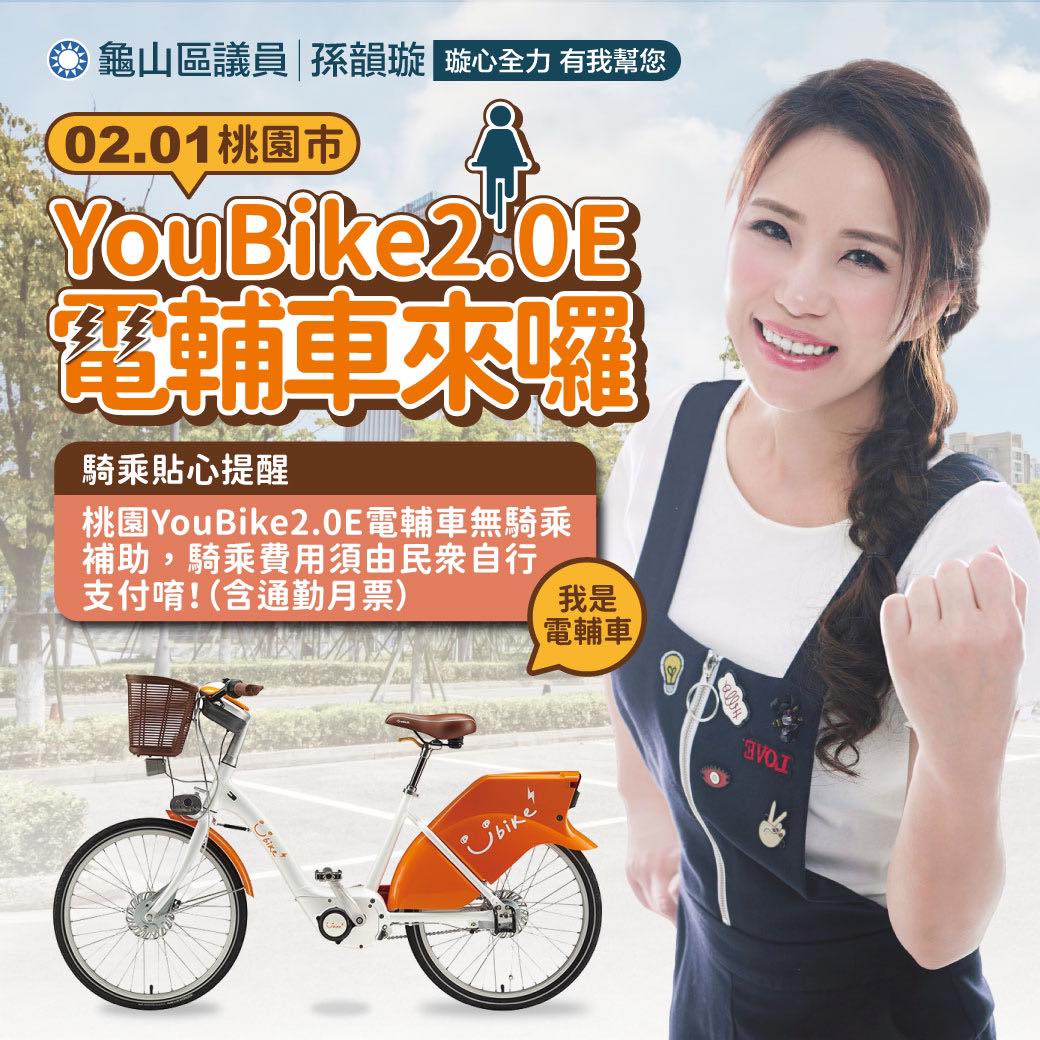 龜山區議員 孫韻璇 璇心全力 有我幫您
02.01桃園市
YouBike2.0E
電輔車來囉
騎乘貼心提醒
桃園YouBike2.0E電輔車無騎乘
補助，騎乘費用須由民眾自行
支付唷！（含通勤月票）
我是
電輔車
LOVE
Ubike
Ubike